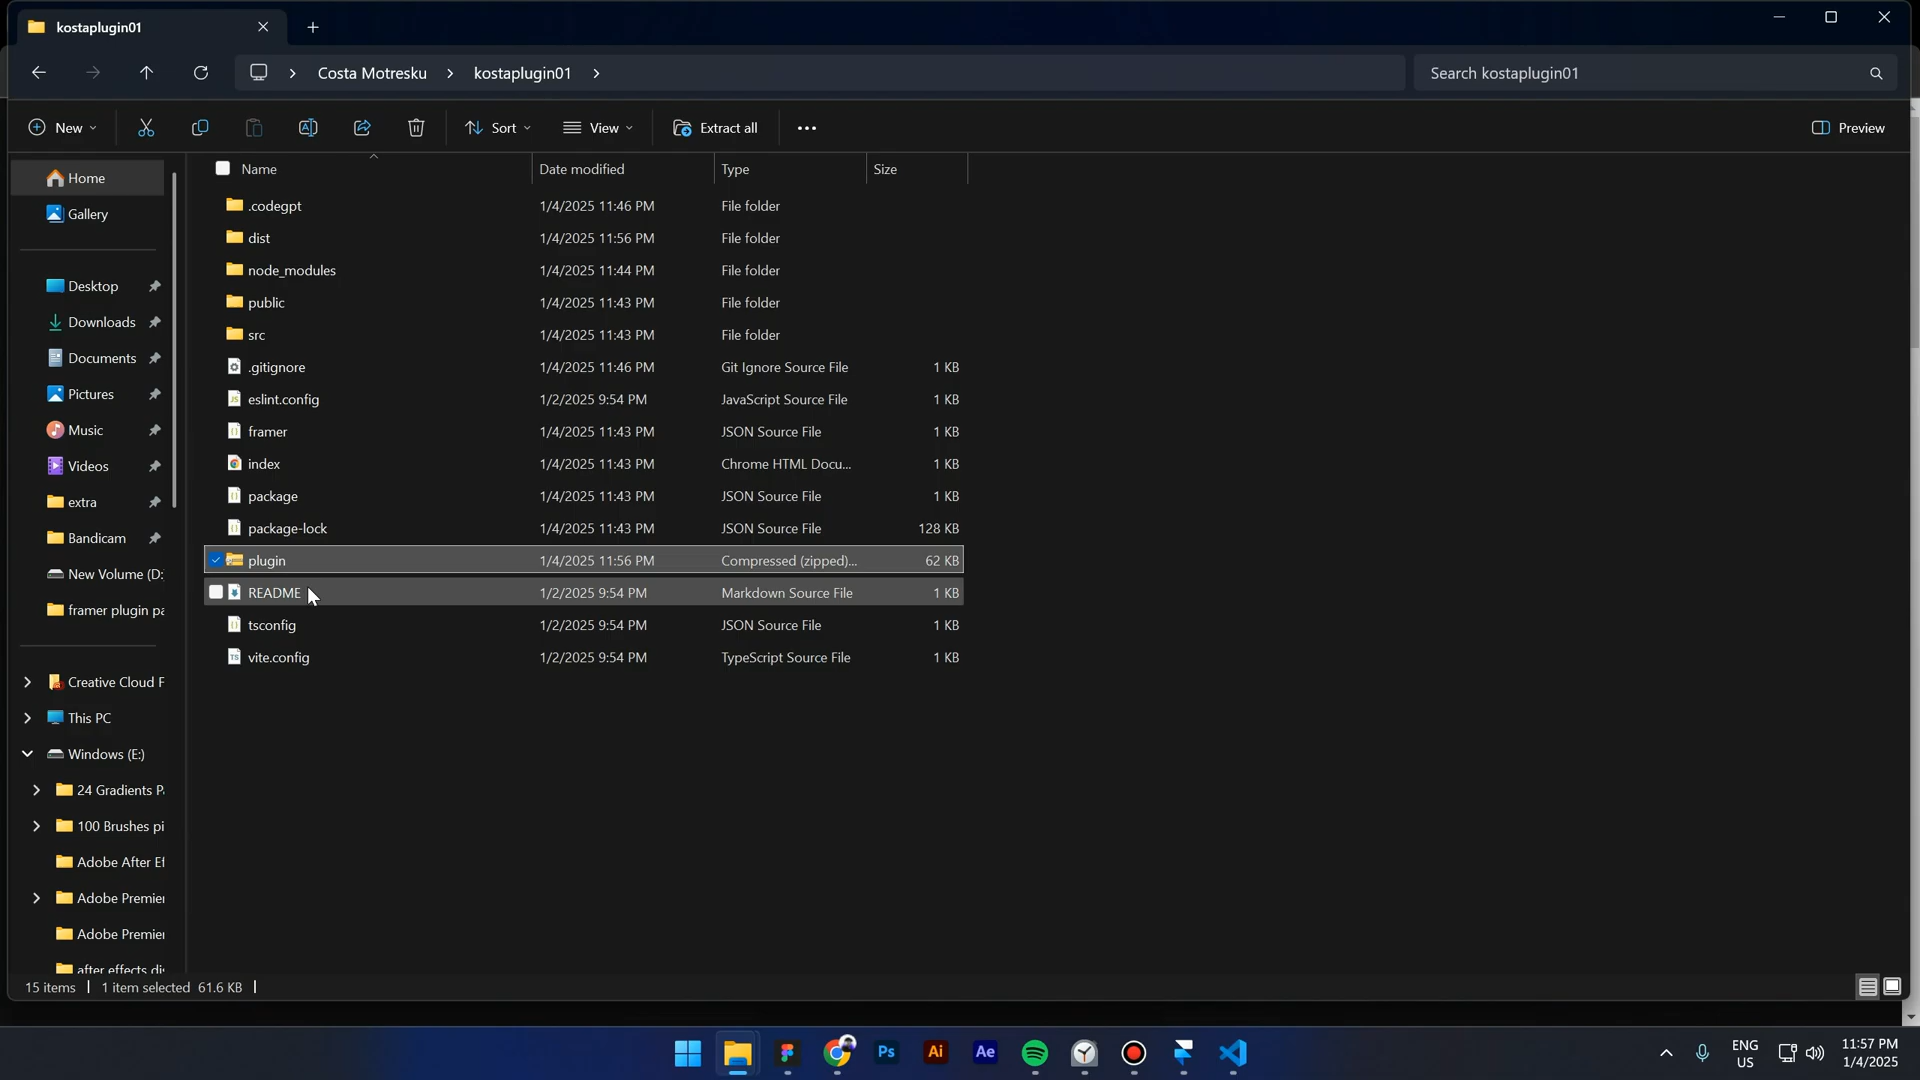 kostaplugin01
Costa Motresku kostaplugin01
Search kostaplugin01
New Sort View Extract all Preview
Name Date modified Type Size
Home
Gallery
Desktop
Downloads
Documents
Pictures
Music
Videos
extra
Bandicam
New Volume (D:
framer plugin pa
Creative Cloud F
This PC
Windows (E:)
24 Gradients P
100 Brushes pi
Adobe After Ef
Adobe Premier
Adobe Premier
after effects dis
.codegpt 1/4/2025 11:46 PM File folder
dist 1/4/2025 11:56 PM File folder
node_modules 1/4/2025 11:44 PM File folder
public 1/4/2025 11:43 PM File folder
src 1/4/2025 11:43 PM File folder
.gitignore 1/4/2025 11:46 PM Git Ignore Source File 1 KB
eslint.config 1/2/2025 9:54 PM JavaScript Source File 1 KB
framer 1/4/2025 11:43 PM JSON Source File 1 KB
index 1/4/2025 11:43 PM Chrome HTML Docu... 1 KB
package 1/4/2025 11:43 PM JSON Source File 1 KB
package-lock 1/4/2025 11:43 PM JSON Source File 128 KB
plugin 1/4/2025 11:56 PM Compressed (zipped)... 62 KB
README 1/2/2025 9:54 PM Markdown Source File 1 KB
tsconfig 1/2/2025 9:54 PM JSON Source File 1 KB
vite.config 1/2/2025 9:54 PM TypeScript Source File 1 KB
15 items 1 item selected 61.6 KB
Ps Ai Ae
ENG
US
11:57 PM
1/4/2025